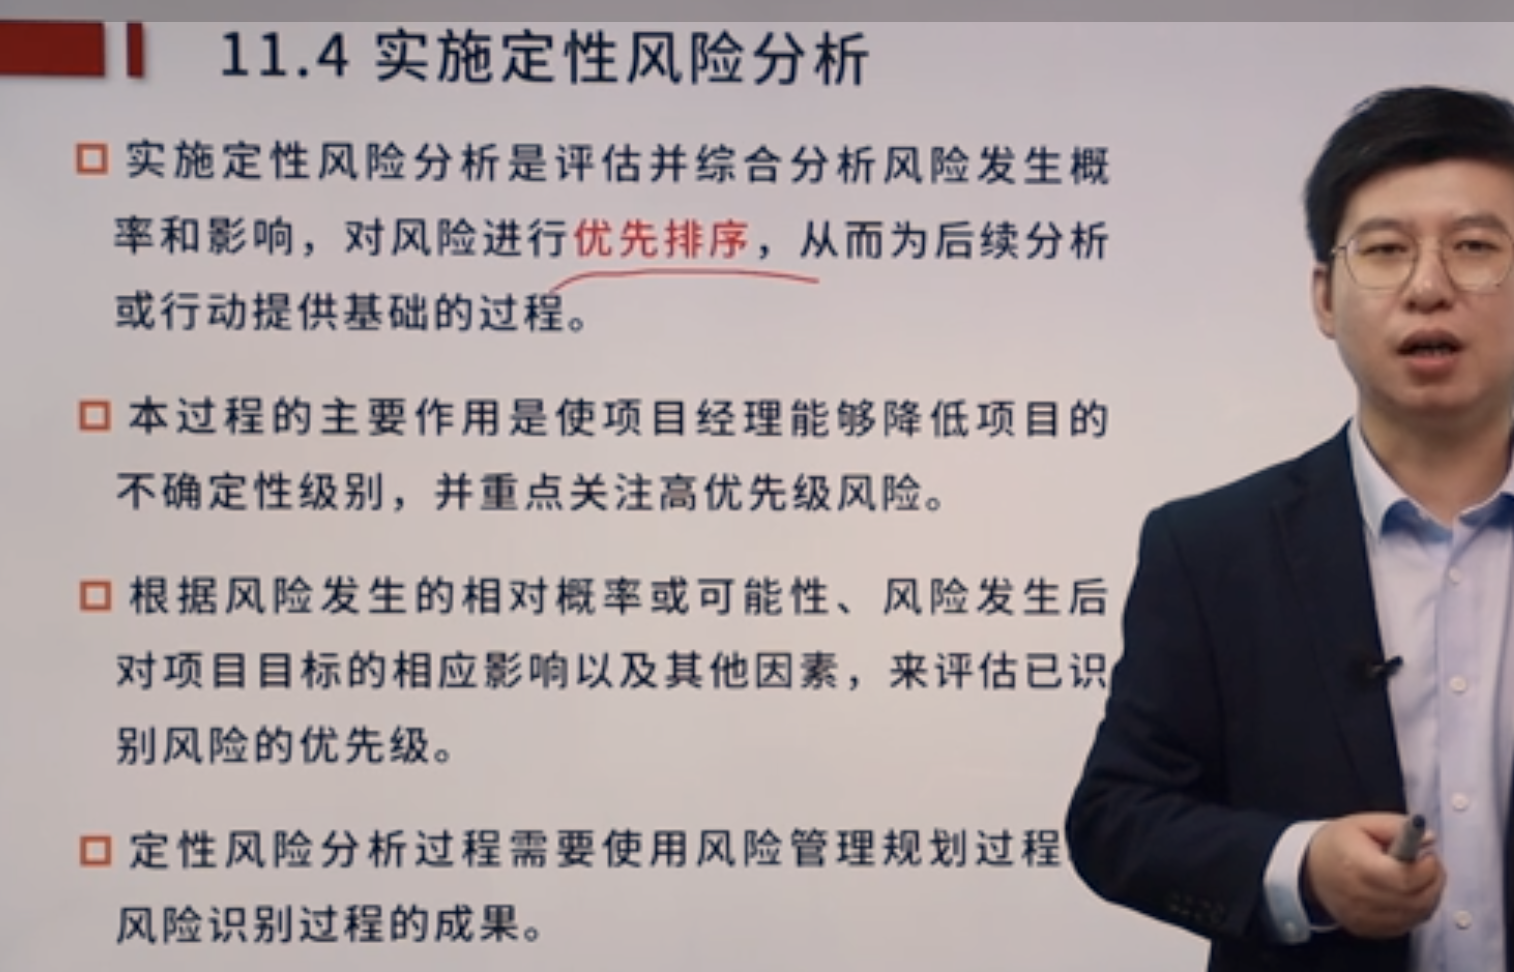 11.4 实施定性风险分析
实施定性风险分析是评估并综合分析风险发生概
率和影响，对风险进行优先排序，从而为后续分析
或行动提供基础的过程。
本过程的主要作用是使项目经理能够降低项目的
不确定性级别，并重点关注高优先级风险。
根据风险发生的相对概率或可能性、风险发生后
对项目目标的相应影响以及其他因素，来评估已识
别风险的优先级。
定性风险分析过程需要使用风险管理规划过程
风险识别过程的成果。